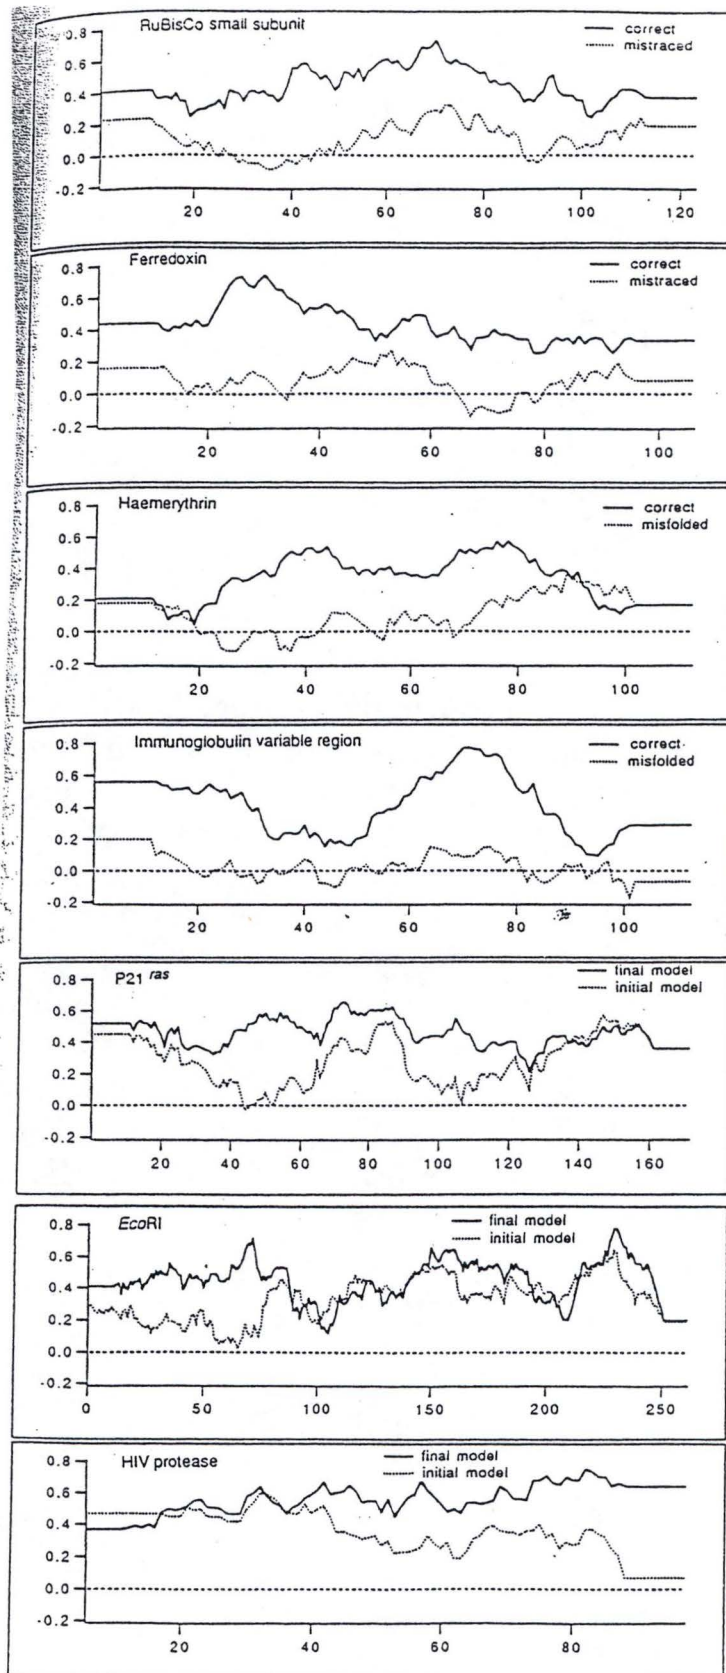 RuBisCo small subunit
correct
mistraced
0.8
0.6
0.4
0.2
0.0
-0.2
20 40 60 80 100 120
Ferredoxin
correct
mistraced
0.8
0.6
0.4
0.2
0.0
-0.2
20 40 60 80 100
Haemerythrin
correct
misfolded
0.8
0.6
0.4
0.2
0.0
-0.2
20 40 60 80 100
Immunoglobulin variable region
correct
misfolded
0.8
0.6
0.4
0.2
0.0
-0.2
20 40 60 80 100
P21 ras
final model
initial model
0.8
0.6
0.4
0.2
0.0
-0.2
20 40 60 80 100 120 140 160
EcoRI
final model
initial model
0.8
0.6
0.4
0.2
0.0
-0.2
0 50 100 150 200 250
HIV protease
final model
initial model
0.8
0.6
0.4
0.2
0.0
-0.2
20 40 60 80